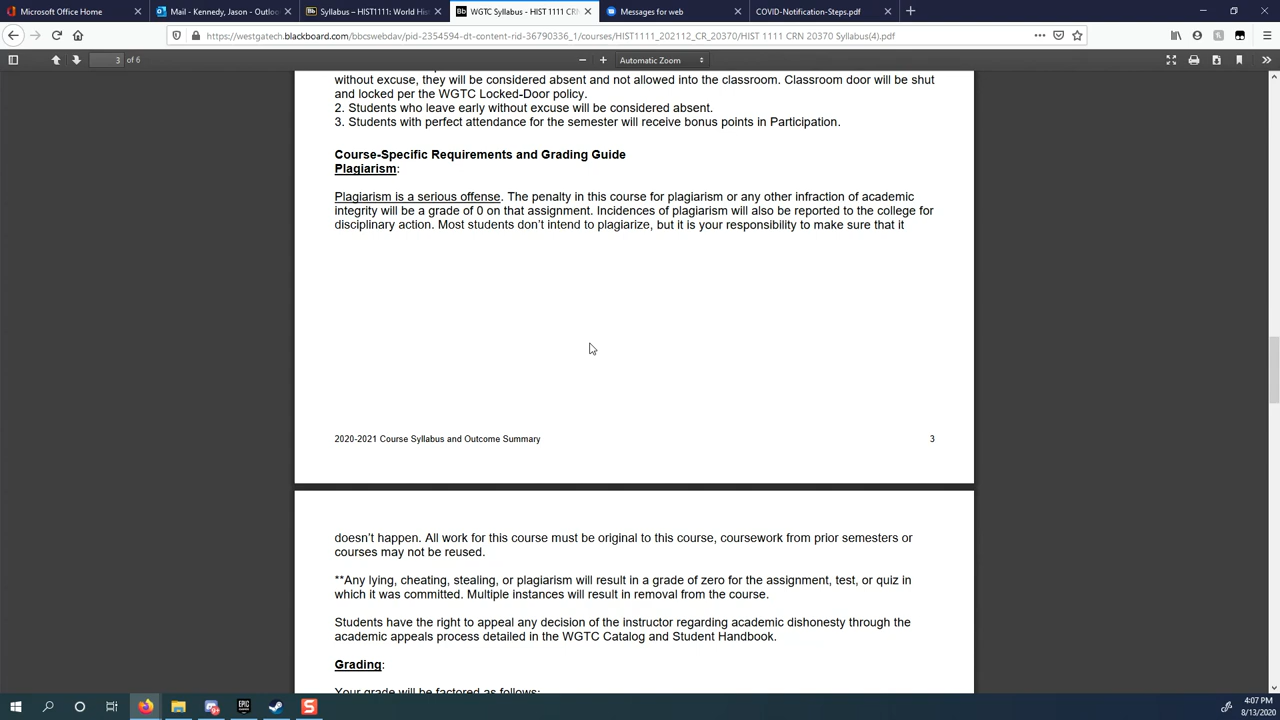 Microsoft Office Home
Mail - Kennedy, Jason - Outloo
Syllabus – HIST1111: World His
WGTC Syllabus - HIST 1111 CRN
Messages for web
COVID-Notification-Steps.pdf
https://westgatech.blackboard.com/bbcswebdav/pid-2354594-dt-content-rid-36790336_1/courses/HIST1111_202112_CR_20370/HIST 1111 CRN 20370 Syllabus(4).pdf
3 of 6
Automatic Zoom
without excuse, they will be considered absent and not allowed into the classroom. Classroom door will be shut
and locked per the WGTC Locked-Door policy.
2. Students who leave early without excuse will be considered absent.
3. Students with perfect attendance for the semester will receive bonus points in Participation.
Course-Specific Requirements and Grading Guide
Plagiarism:
Plagiarism is a serious offense. The penalty in this course for plagiarism or any other infraction of academic
integrity will be a grade of 0 on that assignment. Incidences of plagiarism will also be reported to the college for
disciplinary action. Most students don't intend to plagiarize, but it is your responsibility to make sure that it
2020-2021 Course Syllabus and Outcome Summary 3
doesn't happen. All work for this course must be original to this course, coursework from prior semesters or
courses may not be reused.
**Any lying, cheating, stealing, or plagiarism will result in a grade of zero for the assignment, test, or quiz in
which it was committed. Multiple instances will result in removal from the course.
Students have the right to appeal any decision of the instructor regarding academic dishonesty through the
academic appeals process detailed in the WGTC Catalog and Student Handbook.
Grading:
Your grade will be factored as follows:
4:07 PM
8/13/2020